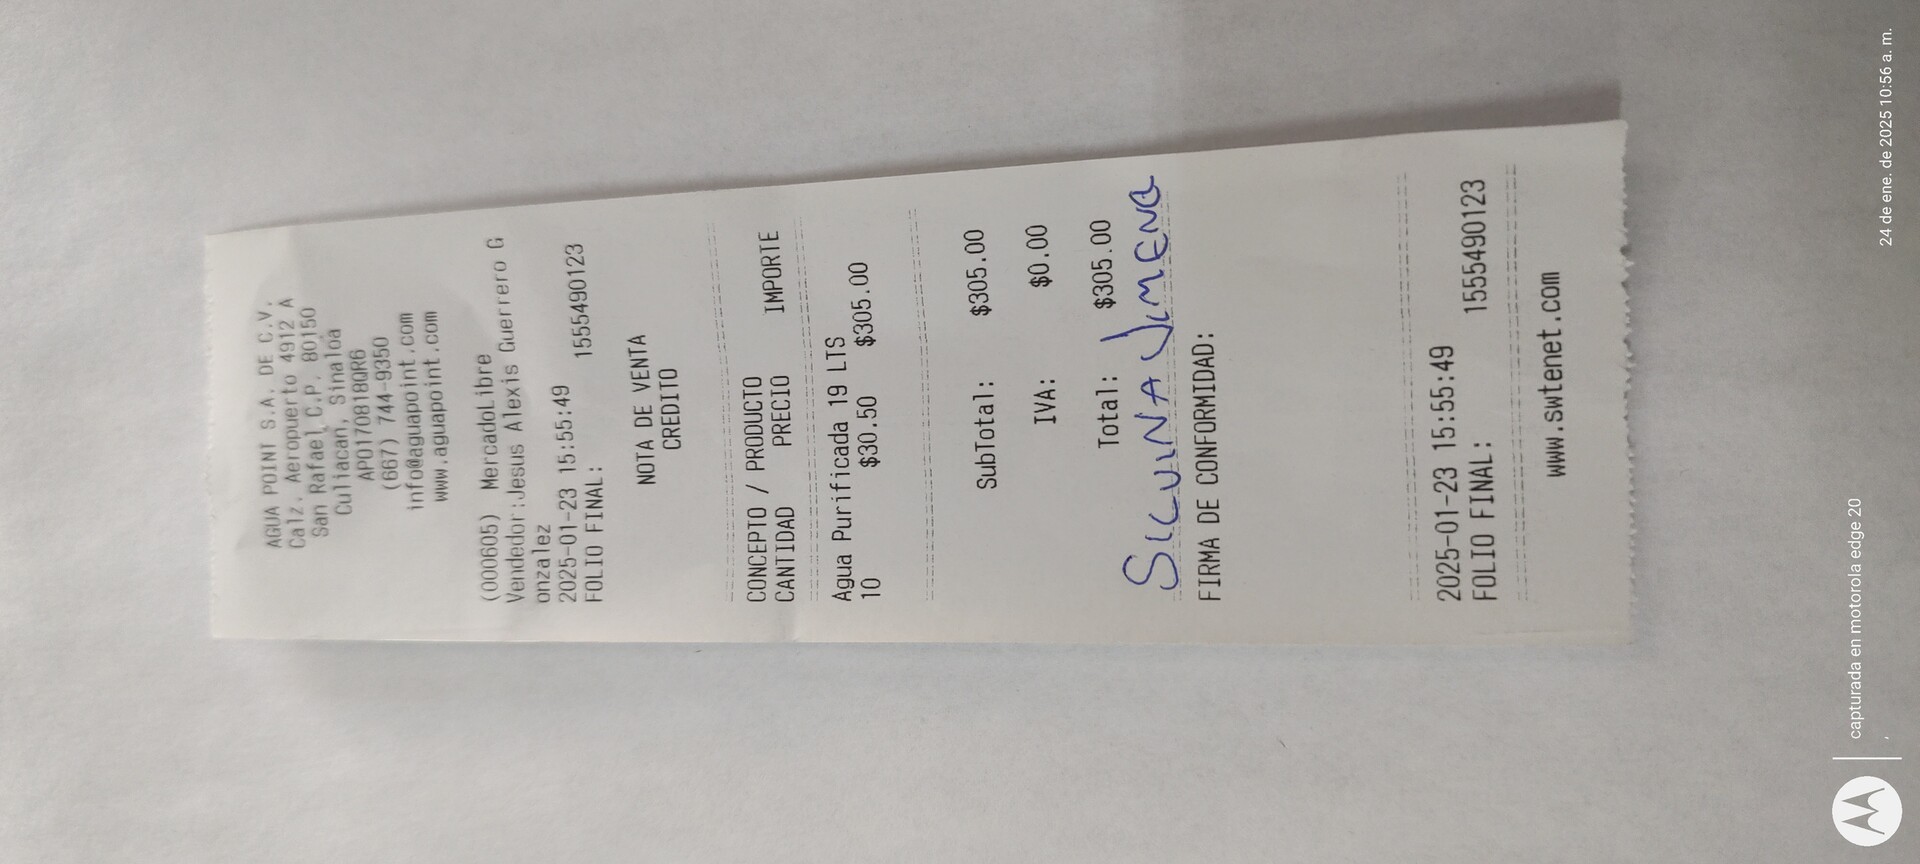 AGUA POINT S.A. DE C.V.
Calz. Aeropuerto 4912 A
San Rafael C.P. 80150
Culiacan, Sinaloa
APO170818QR6
(667) 744-9350
info@aguapoint.com
www.aguapoint.com
(000605) MercadoLibre
Vendedor:Jesus Alexis Guerrero G
onzalez
2025-01-23 15:55:49
FOLIO FINAL: 1555490123
NOTA DE VENTA
CREDITO
CONCEPTO / PRODUCTO
CANTIDAD PRECIO IMPORTE
Agua Purificada 19 LTS
10 $30.50 $305.00
SubTotal: $305.00
IVA: $0.00
Total: $305.00
SILUINA JIMENA
FIRMA DE CONFORMIDAD:
2025-01-23 15:55:49
FOLIO FINAL: 1555490123
www.swtenet.com
capturada en motorola edge 20
24 de ene. de 2025 10:56 a. m.